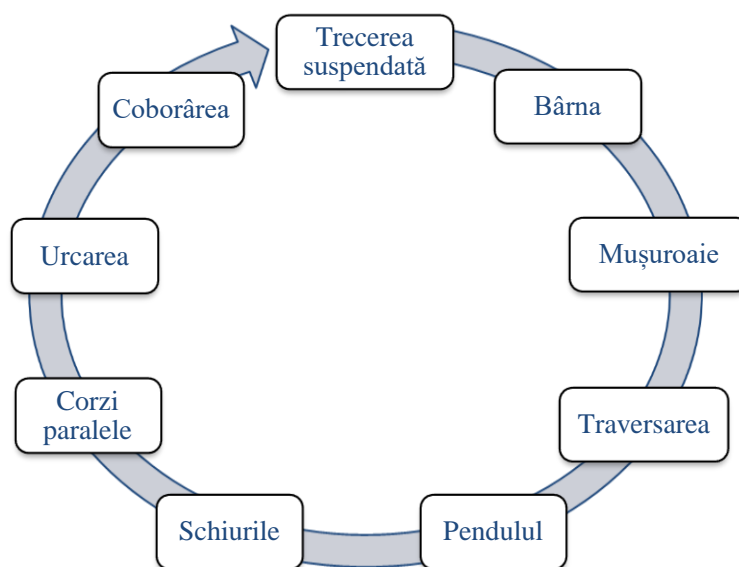 Trecerea
suspendată
Bârna
Mușuroaie
Traversarea
Pendulul
Schiurile
Corzi
paralele
Urcarea
Coborârea